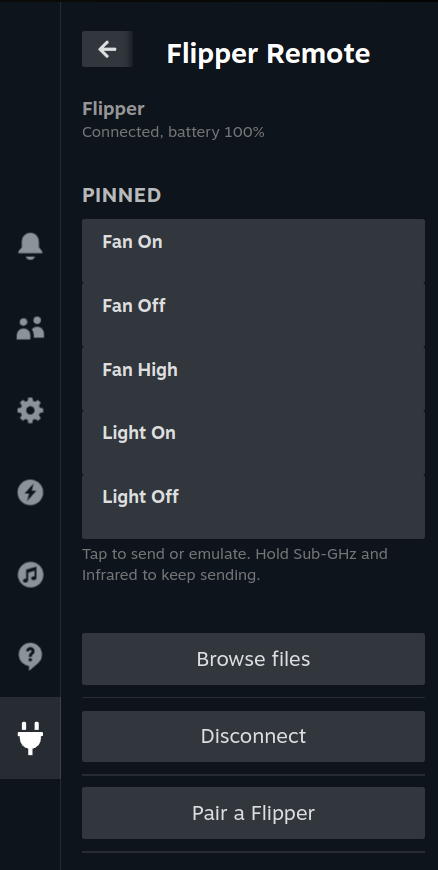 Flipper Remote
Flipper
Connected, battery 100%
PINNED
Fan On
Fan Off
Fan High
Light On
Light Off
Tap to send or emulate. Hold Sub-GHz and
Infrared to keep sending.
Browse files
Disconnect
Pair a Flipper